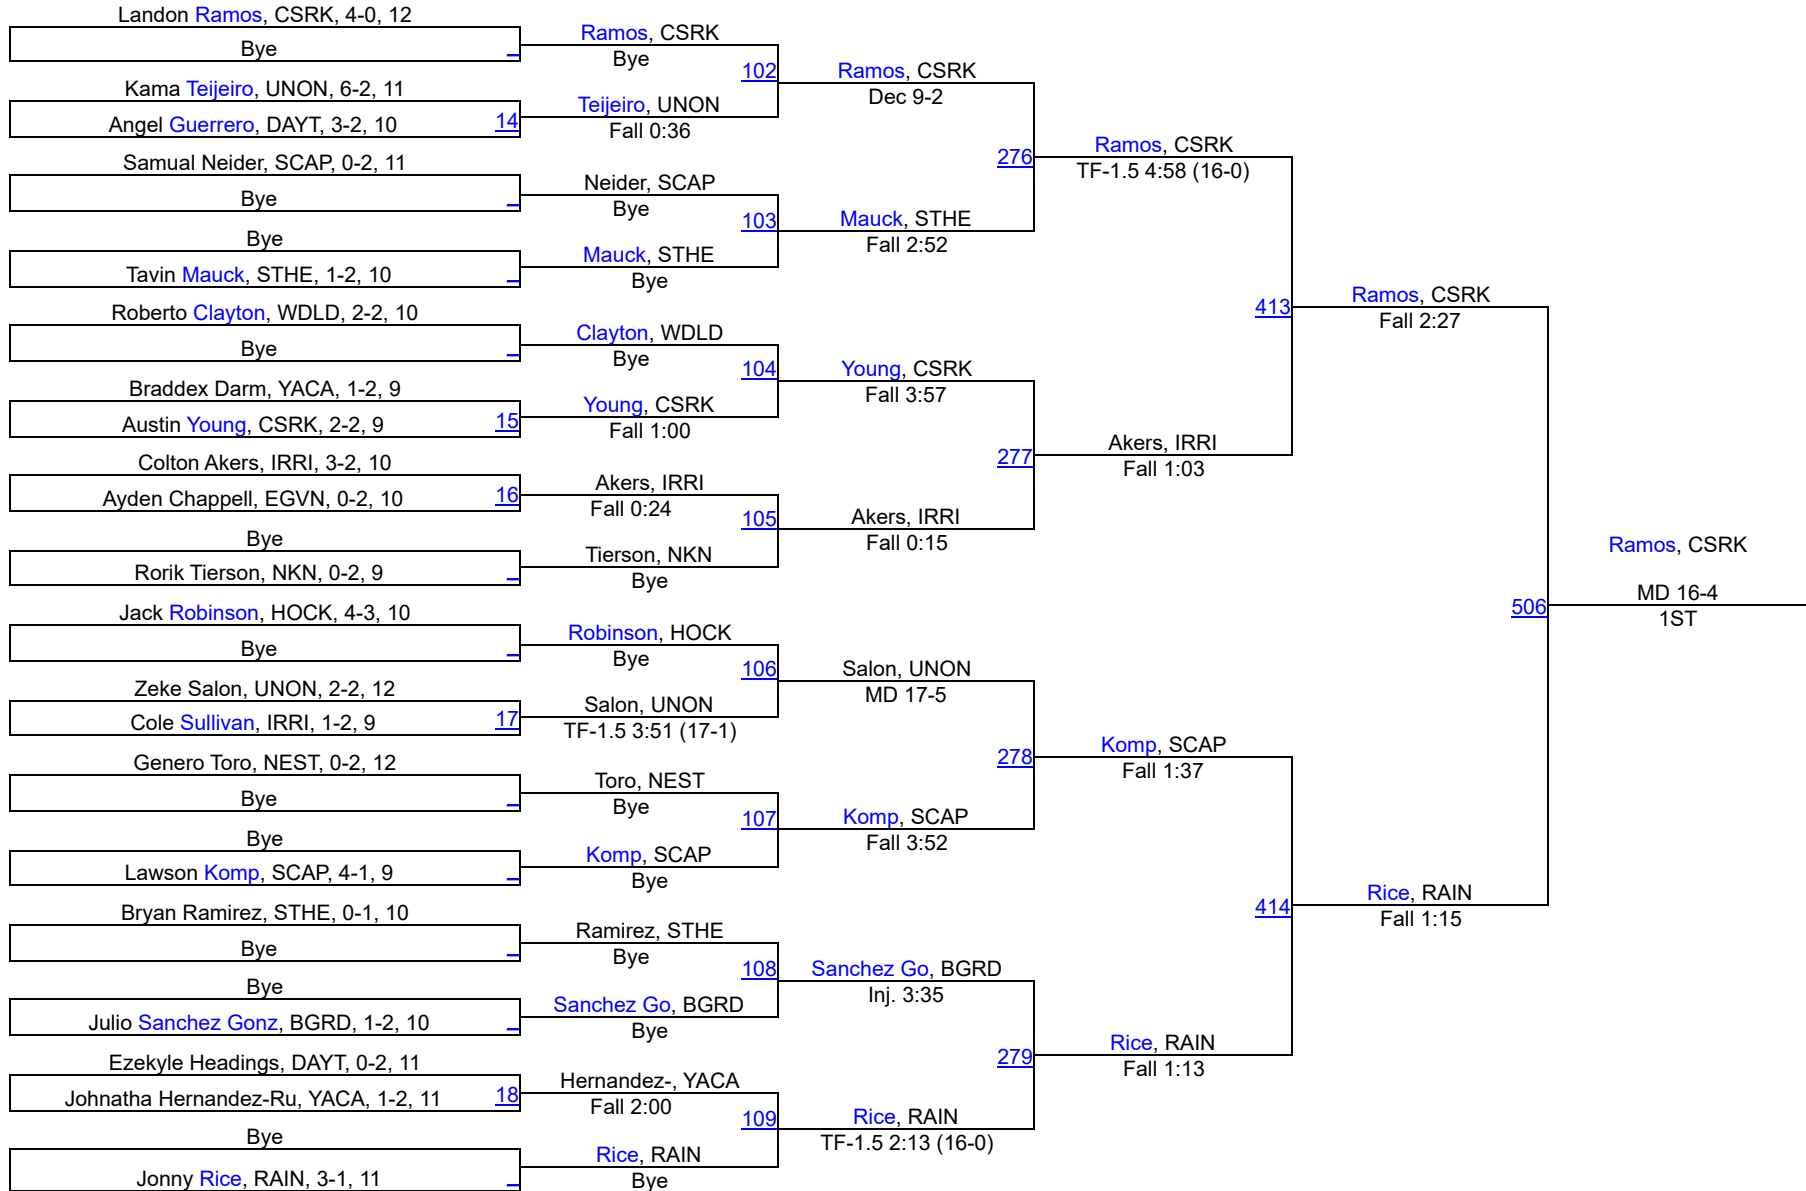 Landon Ramos, CSRK, 4-0, 12
Bye
Kama Teijeiro, UNON, 6-2, 11
Angel Guerrero, DAYT, 3-2, 10
14
Samual Neider, SCAP, 0-2, 11
Bye
Bye
Tavin Mauck, STHE, 1-2, 10
Roberto Clayton, WDLD, 2-2, 10
Bye
Braddex Darm, YACA, 1-2, 9
Austin Young, CSRK, 2-2, 9
15
Colton Akers, IRRI, 3-2, 10
Ayden Chappell, EGVN, 0-2, 10
16
Bye
Rorik Tierson, NKN, 0-2, 9
Jack Robinson, HOCK, 4-3, 10
Bye
Zeke Salon, UNON, 2-2, 12
Cole Sullivan, IRRI, 1-2, 9
17
Genero Toro, NEST, 0-2, 12
Bye
Bye
Lawson Komp, SCAP, 4-1, 9
Bryan Ramirez, STHE, 0-1, 10
Bye
Bye
Julio Sanchez Gonz, BGRD, 1-2, 10
Ezekyle Headings, DAYT, 0-2, 11
Johnatha Hernandez-Ru, YACA, 1-2, 11
18
Bye
Jonny Rice, RAIN, 3-1, 11
Ramos, CSRK
Bye
102
Teijeiro, UNON
Fall 0:36
Neider, SCAP
Bye
103
Mauck, STHE
Bye
Clayton, WDLD
Bye
104
Young, CSRK
Fall 1:00
Akers, IRRI
Fall 0:24
105
Tierson, NKN
Bye
Robinson, HOCK
Bye
106
Salon, UNON
TF-1.5 3:51 (17-1)
Toro, NEST
Bye
107
Komp, SCAP
Bye
Ramirez, STHE
Bye
108
Sanchez Go, BGRD
Bye
Hernandez-, YACA
Fall 2:00
109
Rice, RAIN
Bye
Ramos, CSRK
Dec 9-2
276
Mauck, STHE
Fall 2:52
Young, CSRK
Fall 3:57
277
Akers, IRRI
Fall 0:15
Salon, UNON
MD 17-5
278
Komp, SCAP
Fall 3:52
Sanchez Go, BGRD
Inj. 3:35
279
Rice, RAIN
TF-1.5 2:13 (16-0)
Ramos, CSRK
TF-1.5 4:58 (16-0)
413
Akers, IRRI
Fall 1:03
Komp, SCAP
Fall 1:37
414
Rice, RAIN
Fall 1:13
Ramos, CSRK
Fall 2:27
506
Rice, RAIN
Fall 1:15
Ramos, CSRK
MD 16-4
1ST